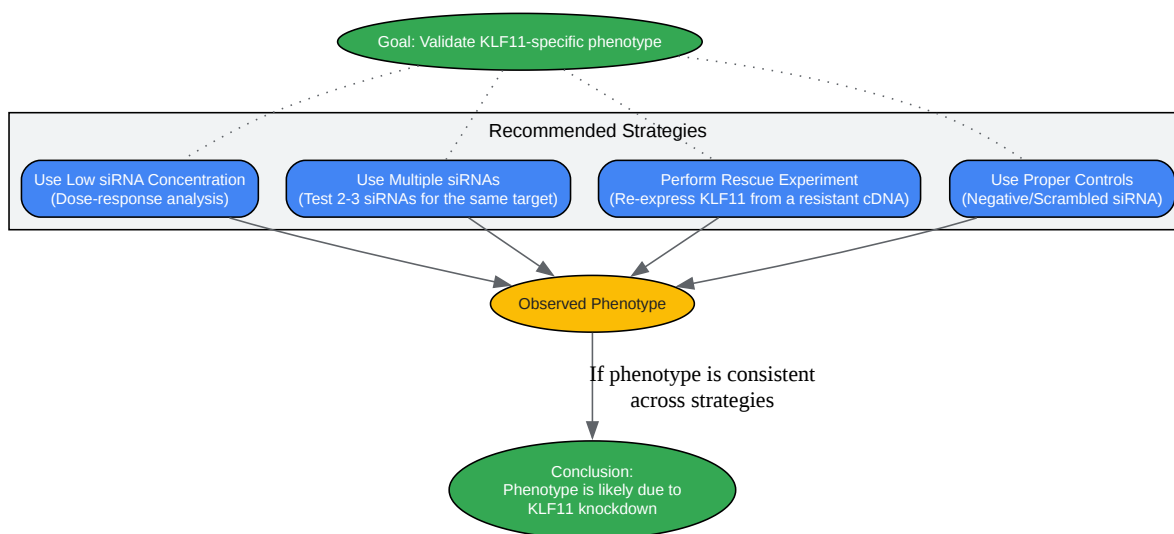 Goal: Validate KLF11-specific phenotype
Recommended Strategies
Use Low siRNA Concentration
(Dose-response analysis)
Use Multiple siRNAs
(Test 2-3 siRNAs for the same target)
Perform Rescue Experiment
(Re-express KLF11 from a resistant cDNA)
Use Proper Controls
(Negative/Scrambled siRNA)
Observed Phenotype
If phenotype is consistent
across strategies
Conclusion:
Phenotype is likely due to
KLF11 knockdown